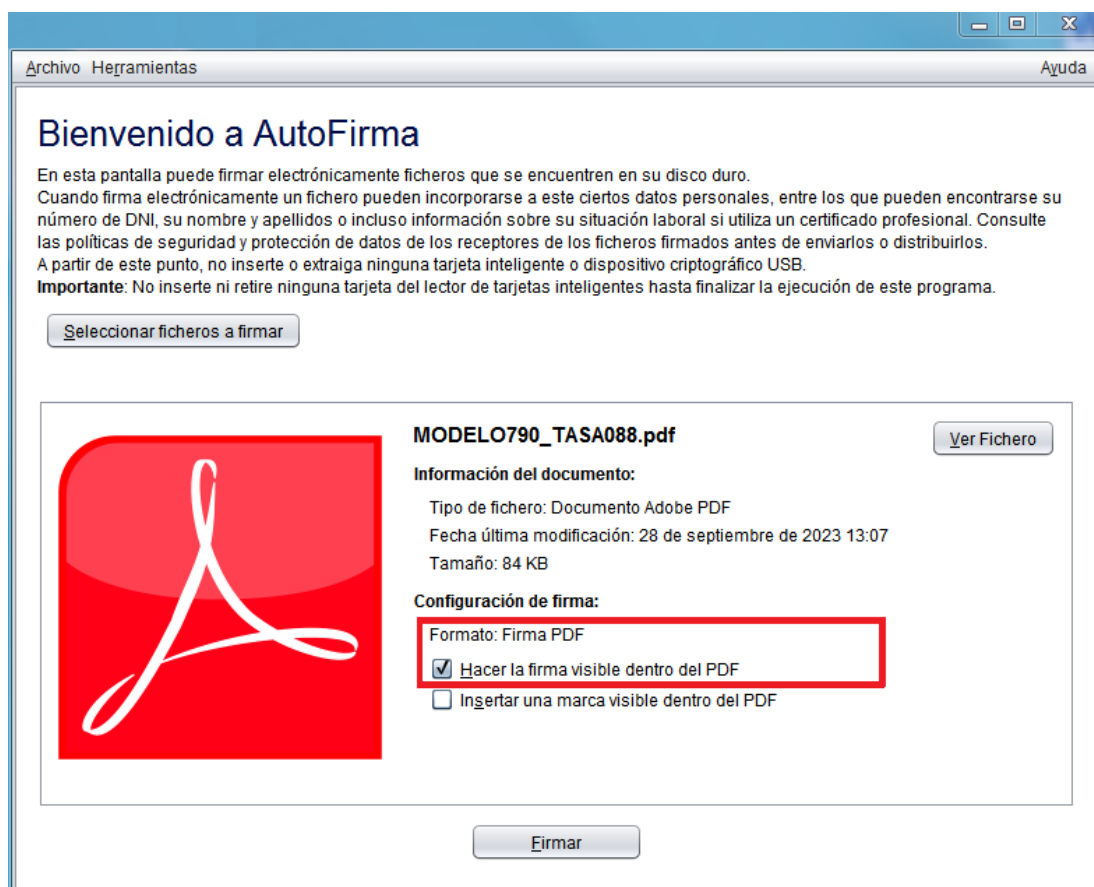 Archivo Herramientas Ayuda
Bienvenido a AutoFirma
En esta pantalla puede firmar electrónicamente ficheros que se encuentren en su disco duro.
Cuando firma electrónicamente un fichero pueden incorporarse a este ciertos datos personales, entre los que pueden encontrarse su
número de DNI, su nombre y apellidos o incluso información sobre su situación laboral si utiliza un certificado profesional. Consulte
las políticas de seguridad y protección de datos de los receptores de los ficheros firmados antes de enviarlos o distribuirlos.
A partir de este punto, no inserte o extraiga ninguna tarjeta inteligente o dispositivo criptográfico USB.
Importante: No inserte ni retire ninguna tarjeta del lector de tarjetas inteligentes hasta finalizar la ejecución de este programa.
Seleccionar ficheros a firmar
MODELO790_TASA088.pdf
Ver Fichero
Información del documento:
Tipo de fichero: Documento Adobe PDF
Fecha última modificación: 28 de septiembre de 2023 13:07
Tamaño: 84 KB
Configuración de firma:
Formato: Firma PDF
Hacer la firma visible dentro del PDF
Insertar una marca visible dentro del PDF
Firmar